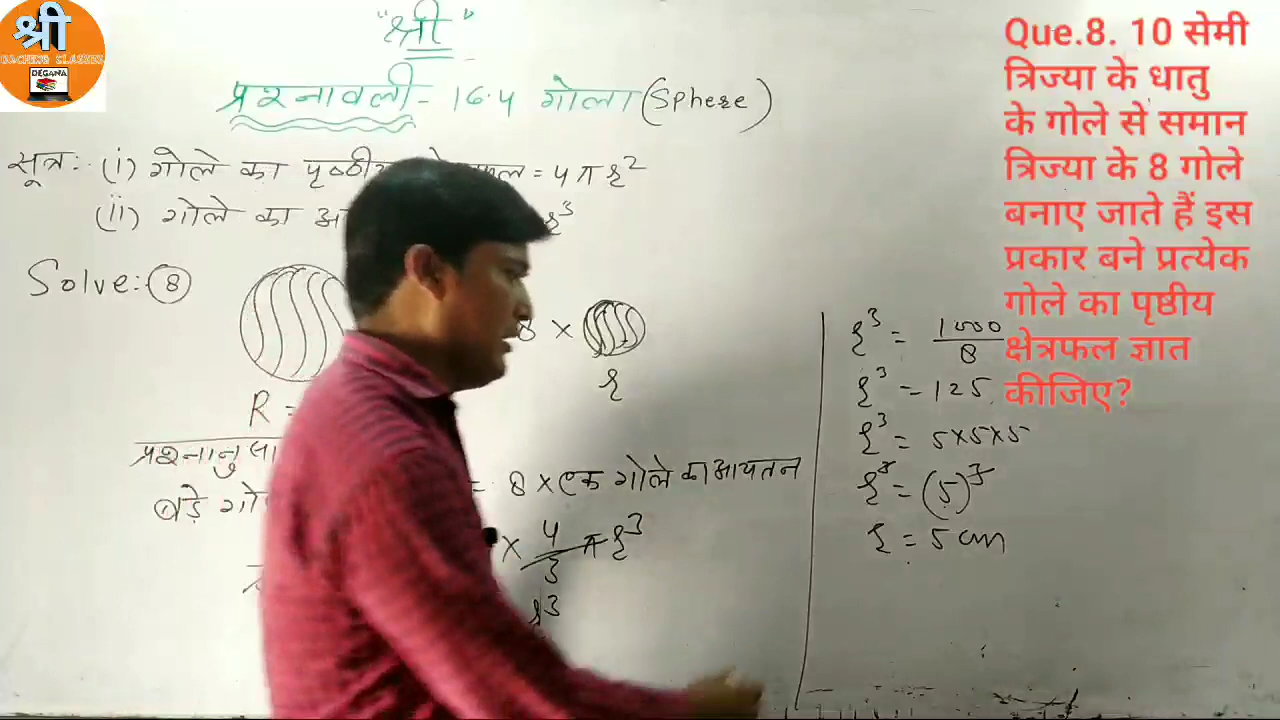 श्री
COACHING CLASSES
DEGANA
"श्री"
प्रश्नावली - 16.4 गोला (Sphere)
सूत्र: (i) गोले का पृष्ठीय = 4πr²
(ii) गोले का r³
Solve: (8)
8 ×
R =
r
बड़े = 8 × एक गोले का आयतन
× 4/3 πr³
r³
r³ = 1000/8
r³ = 125
r³ = 5×5×5
r³ = (5)³
r = 5 cm
Que.8. 10 सेमी
त्रिज्या के धातु
के गोले से समान
त्रिज्या के 8 गोले
बनाए जाते हैं इस
प्रकार बने प्रत्येक
गोले का पृष्ठीय
क्षेत्रफल ज्ञात
कीजिए?